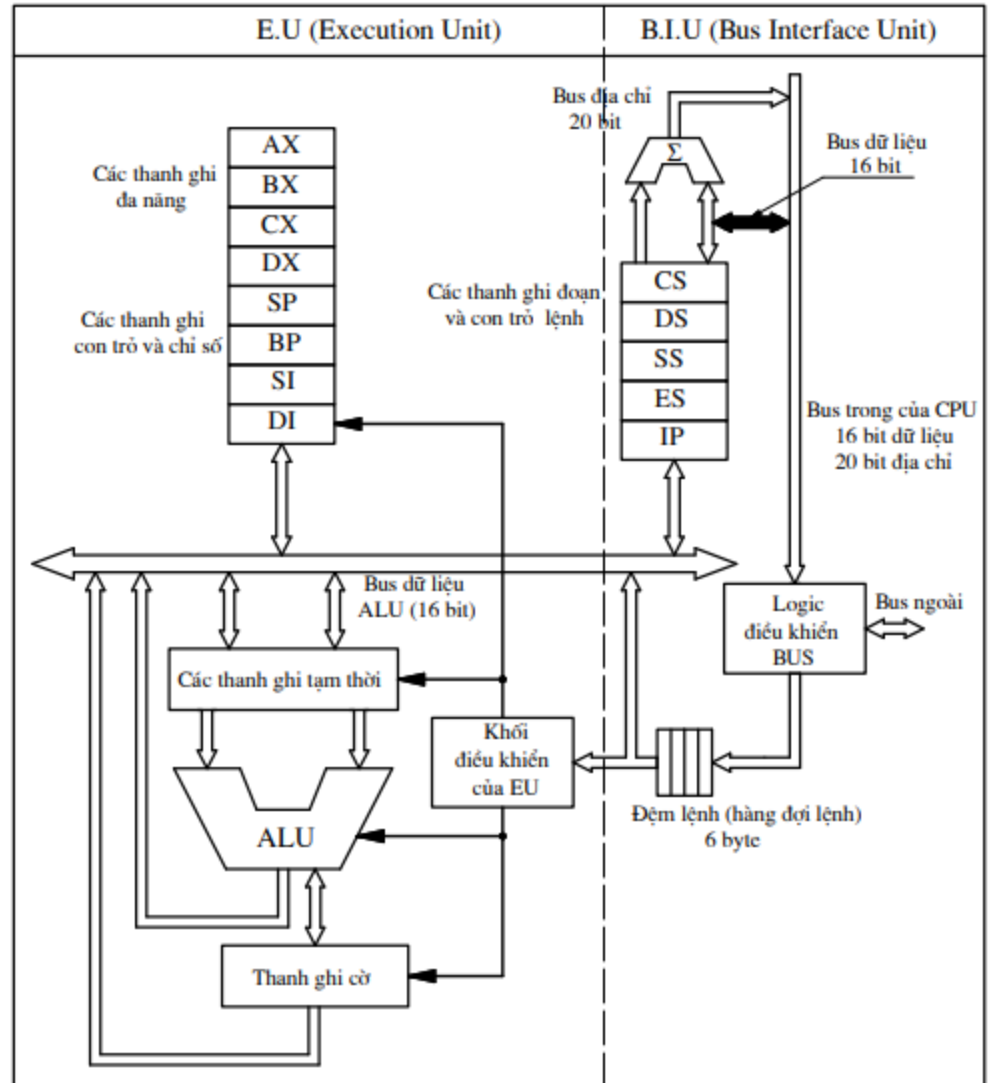 E.U (Execution Unit)
B.I.U (Bus Interface Unit)
Bus địa chỉ
20 bit
Σ
Bus dữ liệu
16 bit
Các thanh ghi
đa năng
AX
BX
CX
DX
SP
BP
SI
DI
Các thanh ghi
con trỏ và chỉ số
Các thanh ghi đoạn
và con trỏ lệnh
CS
DS
SS
ES
IP
Bus trong của CPU
16 bit dữ liệu
20 bit địa chỉ
Bus dữ liệu
ALU (16 bit)
Logic
điều khiển
BUS
Bus ngoài
Các thanh ghi tạm thời
Khối
điều khiển
của EU
Đệm lệnh (hàng đợi lệnh)
6 byte
ALU
Thanh ghi cờ